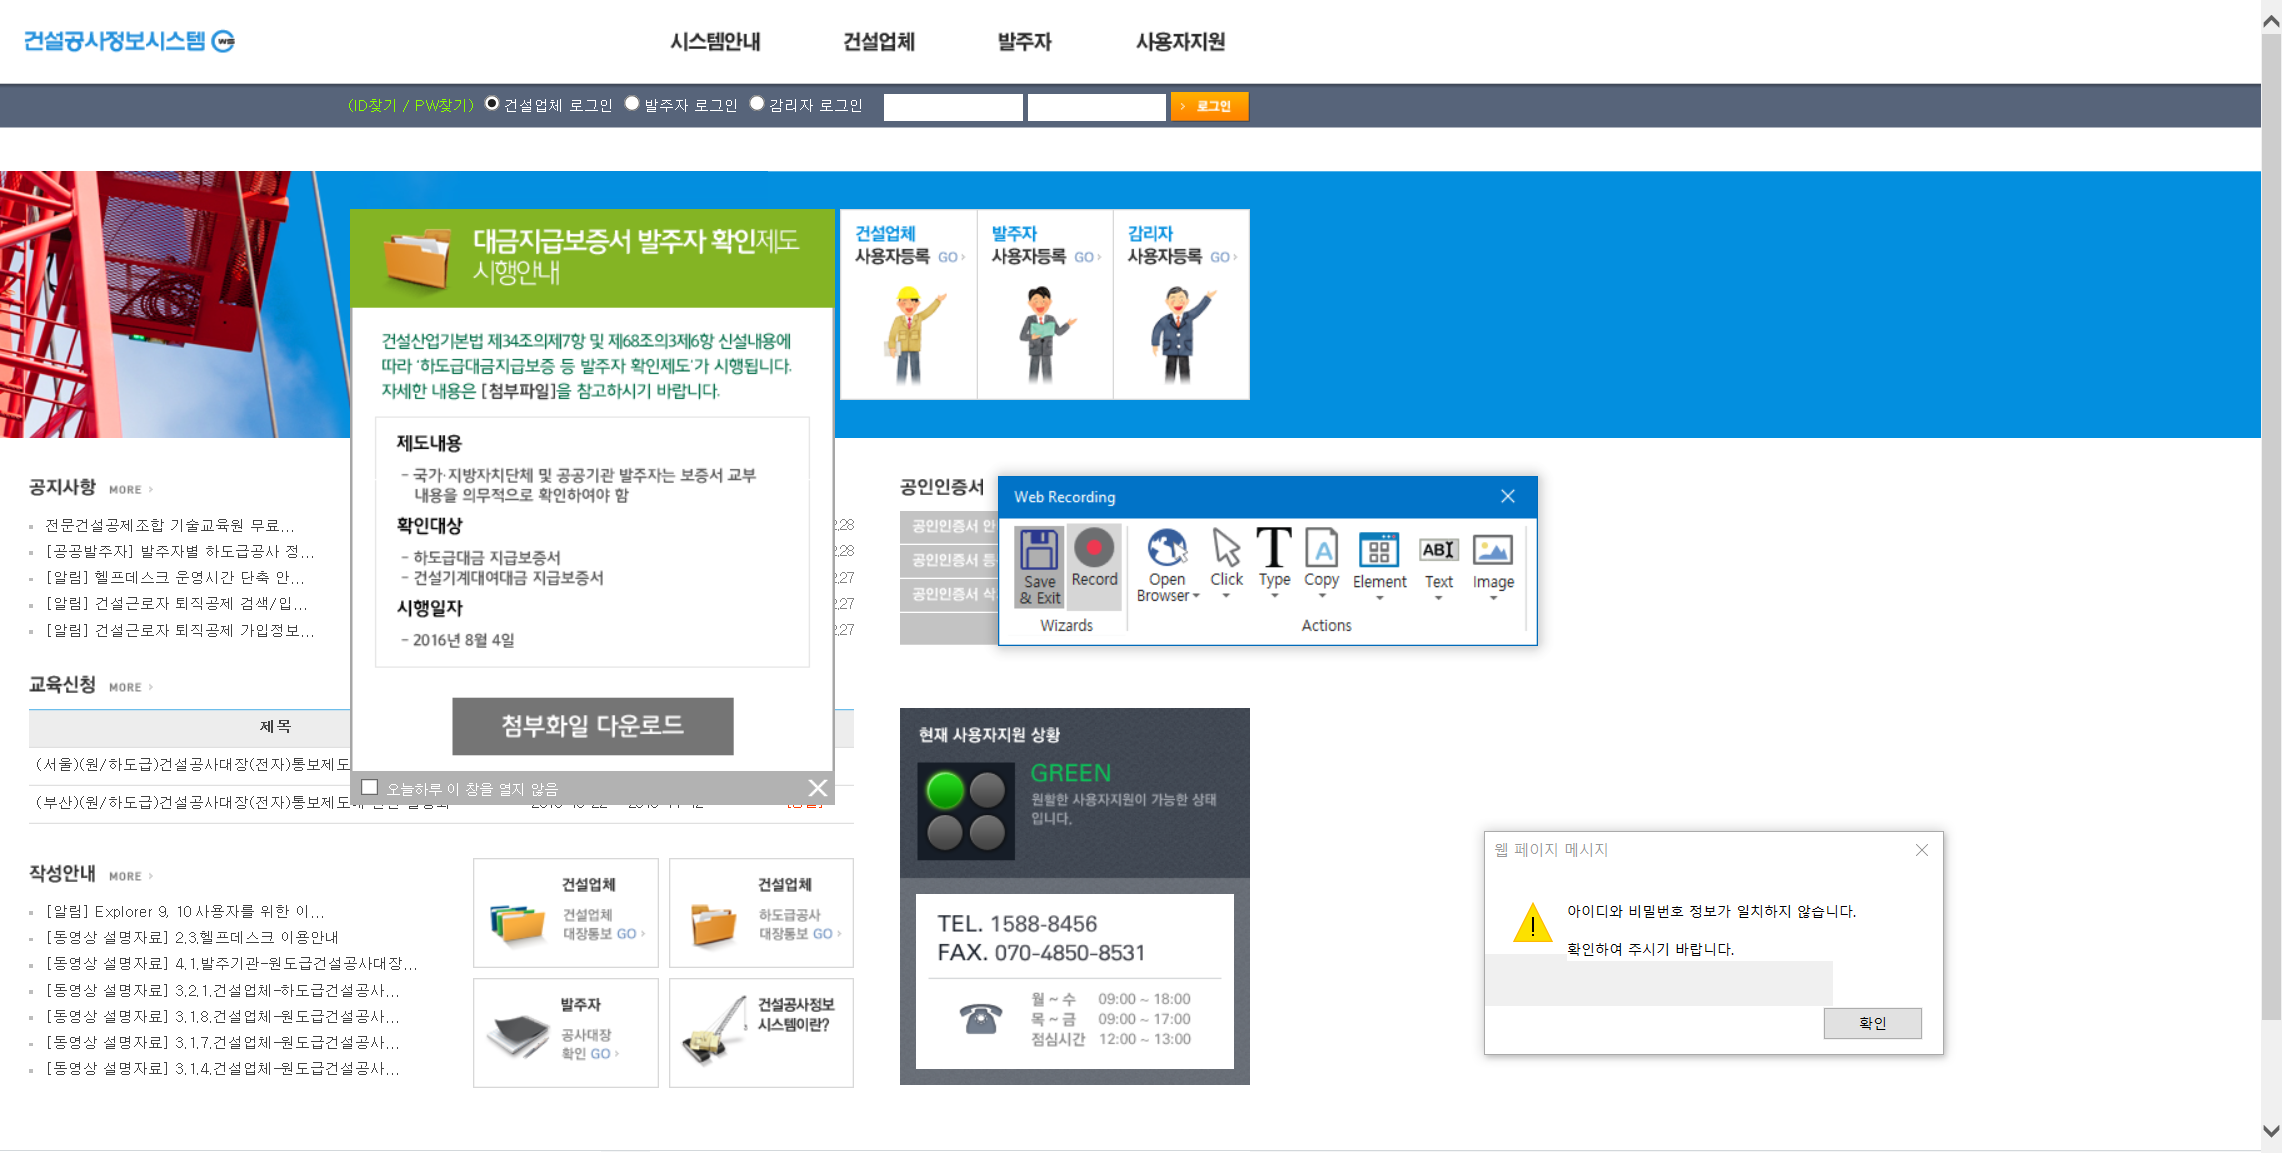 건설공사정보시스템
시스템안내 건설업체 발주자 사용자지원
(ID찾기 / PW찾기) 건설업체 로그인 발주자 로그인 감리자 로그인 로그인
대금지급보증서 발주자 확인제도
시행안내
건설산업기본법 제34조의제7항 및 제68조의3제6항 신설내용에
따라 '하도급대금지급보증 등 발주자 확인제도'가 시행됩니다.
자세한 내용은 [첨부파일]을 참고하시기 바랍니다.
제도내용
- 국가·지방자치단체 및 공공기관 발주자는 보증서 교부
내용을 의무적으로 확인하여야 함
확인대상
- 하도급대금 지급보증서
- 건설기계대여대금 지급보증서
시행일자
- 2016년 8월 4일
첨부화일 다운로드
오늘하루 이 창을 열지 않음
건설업체
사용자등록 GO
발주자
사용자등록 GO
감리자
사용자등록 GO
공지사항 MORE
전문건설공제조합 기술교육원 무료... 2.28
[공공발주자] 발주자별 하도급공사 정... 2.28
[알림] 헬프데스크 운영시간 단축 안... 2.27
[알림] 건설근로자 퇴직공제 검색/입... 2.27
[알림] 건설근로자 퇴직공제 가입정보... 2.27
공인인증서
공인인증서 안
공인인증서 등
공인인증서 삭
Web Recording
Save
& Exit
Record
Open
Browser
Click
Type
Copy
Element
Text
Image
Wizards
Actions
교육신청 MORE
제목
(서울)(원/하도급)건설공사대장(전자)통보제도
(부산)(원/하도급)건설공사대장(전자)통보제도
작성안내 MORE
[알림] Explorer 9, 10 사용자를 위한 이...
[동영상 설명자료] 2.3.헬프데스크 이용안내
[동영상 설명자료] 4.1.발주기관-원도급건설공사대장...
[동영상 설명자료] 3.2.1.건설업체-하도급건설공사...
[동영상 설명자료] 3.1.8.건설업체-원도급건설공사...
[동영상 설명자료] 3.1.7.건설업체-원도급건설공사...
[동영상 설명자료] 3.1.4.건설업체-원도급건설공사...
건설업체
건설업체
대장통보 GO
건설업체
하도급공사
대장통보 GO
발주자
공사대장
확인 GO
건설공사정보
시스템이란?
현재 사용자지원 상황
GREEN
원할한 사용자지원이 가능한 상태
입니다.
TEL. 1588-8456
FAX. 070-4850-8531
월 ~ 수 09:00 ~ 18:00
목 ~ 금 09:00 ~ 17:00
점심시간 12:00 ~ 13:00
웹 페이지 메시지
아이디와 비밀번호 정보가 일치하지 않습니다.
확인하여 주시기 바랍니다.
확인